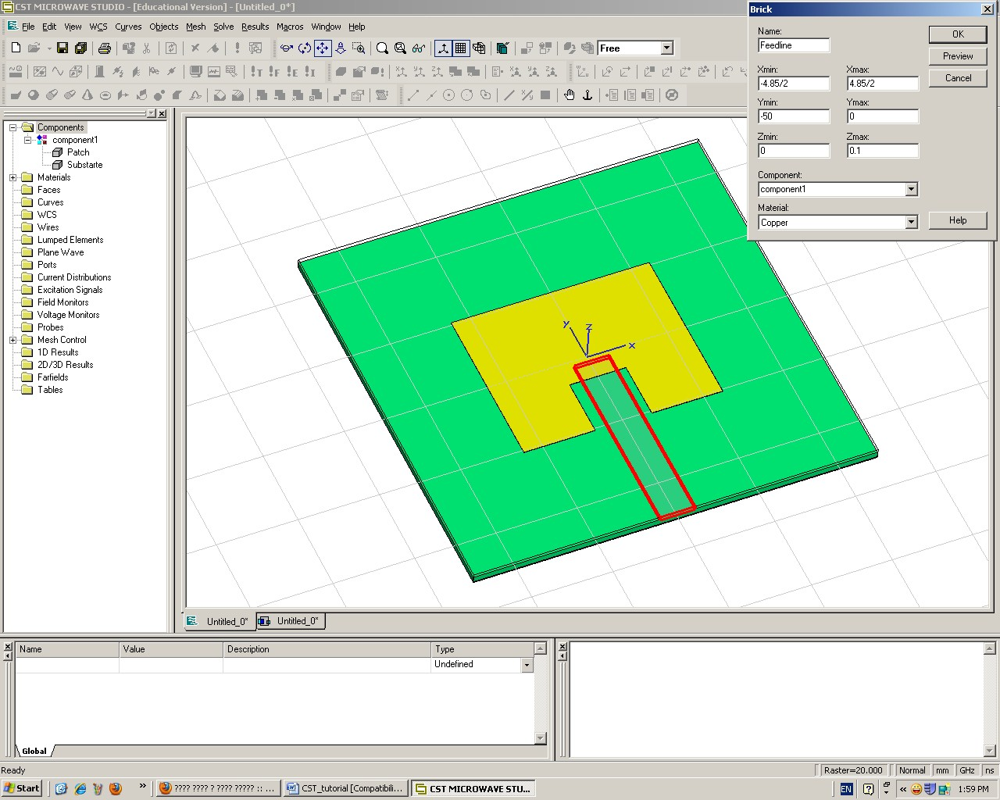 CST MICROWAVE STUDIO - [Educational Version] - [Untitled_0*]
File Edit View WCS Curves Objects Mesh Solve Results Macros Window Help
Free
Components
component1
Patch
Substarte
Materials
Faces
Curves
WCS
Wires
Lumped Elements
Plane Wave
Ports
Current Distributions
Excitation Signals
Field Monitors
Voltage Monitors
Probes
Mesh Control
1D Results
2D/3D Results
Farfields
Tables
y z x
Brick
Name:
Feedline
OK
Preview
Cancel
Xmin: Xmax:
-4.85/2 4.85/2
Ymin: Ymax:
-50 0
Zmin: Zmax:
0 0.1
Component:
component1
Material:
Copper
Help
Untitled_0* Untitled_0*
Name Value Description Type
Undefined
Global
Ready Raster=20.000 Normal mm GHz ns
Start » ???? ???? ? ???? ????? :: ... CST_tutorial [Compatibili... CST MICROWAVE STU... EN « 1:59 PM